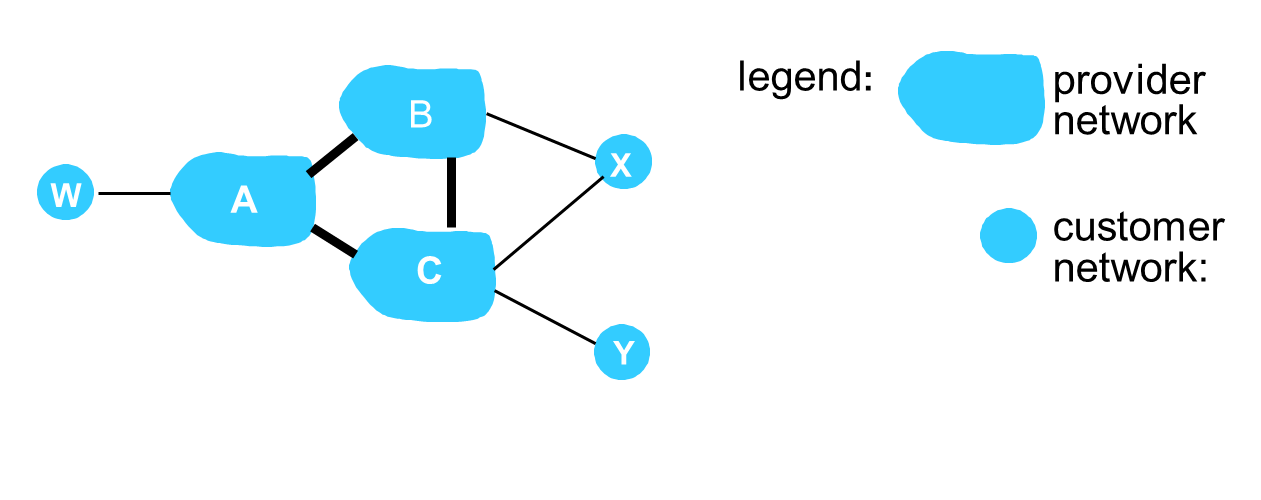 legend:
provider
network
B
X
W
A
customer
network:
C
Y